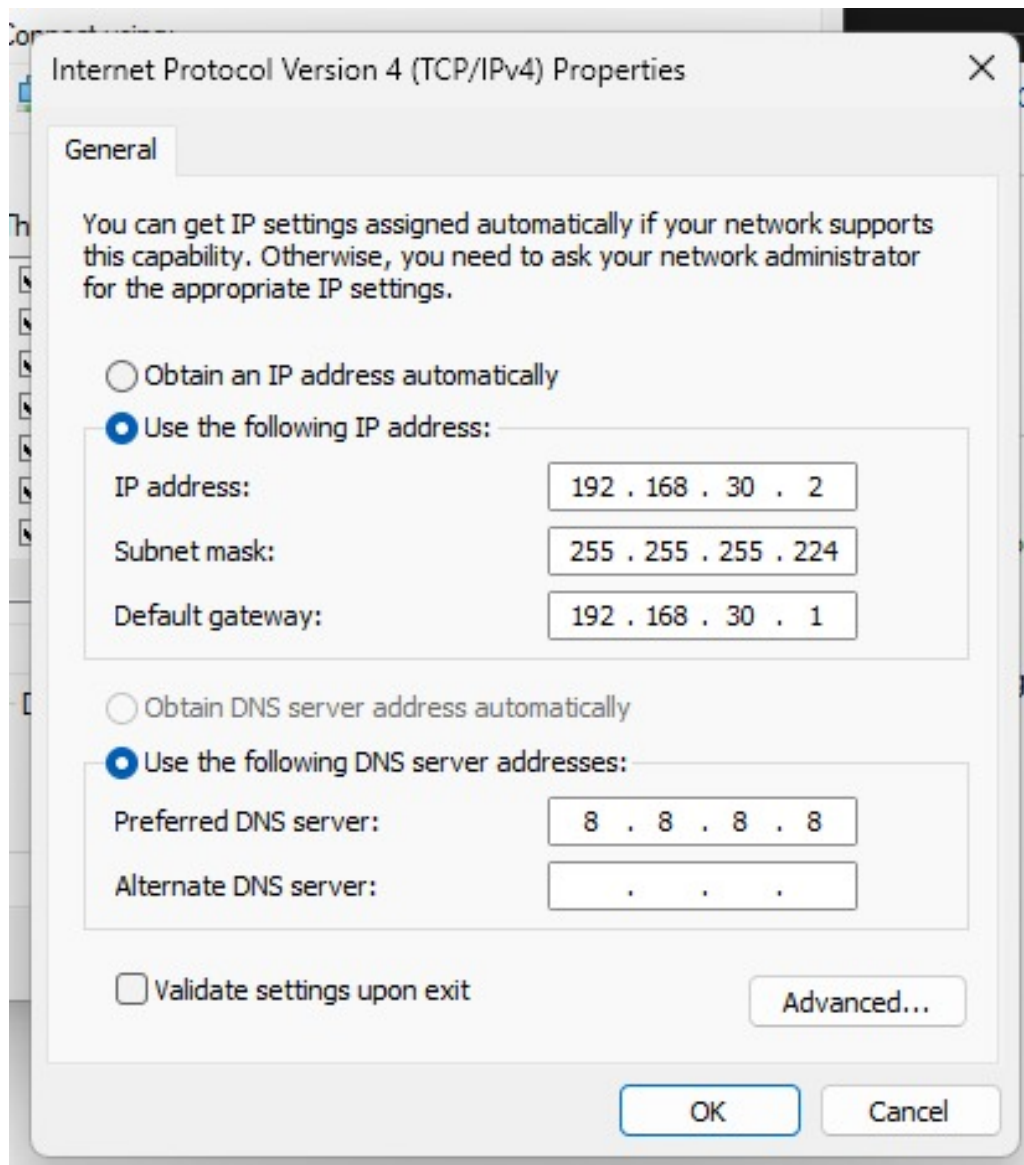 Connect using:
Internet Protocol Version 4 (TCP/IPv4) Properties
General
You can get IP settings assigned automatically if your network supports
this capability. Otherwise, you need to ask your network administrator
for the appropriate IP settings.
Obtain an IP address automatically
Use the following IP address:
IP address: 192 . 168 . 30 . 2
Subnet mask: 255 . 255 . 255 . 224
Default gateway: 192 . 168 . 30 . 1
Obtain DNS server address automatically
Use the following DNS server addresses:
Preferred DNS server: 8 . 8 . 8 . 8
Alternate DNS server: . . .
Validate settings upon exit
Advanced...
OK Cancel